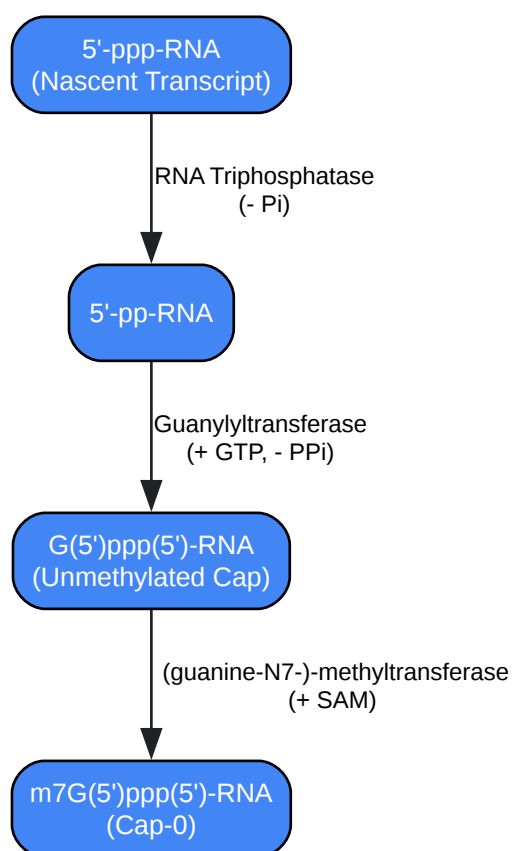 5'-ppp-RNA
(Nascent Transcript)
RNA Triphosphatase
(- Pi)
5'-pp-RNA
Guanylyltransferase
(+ GTP, - PPi)
G(5')ppp(5')-RNA
(Unmethylated Cap)
(guanine-N7-)-methyltransferase
(+ SAM)
m7G(5')ppp(5')-RNA
(Cap-0)